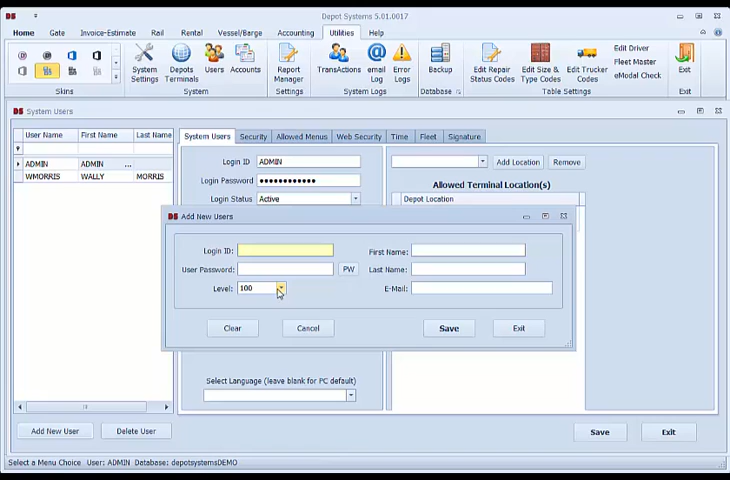 DS Depot Systems 5.01.0017
Home Gate Invoice-Estimate Rail Rental Vessel/Barge Accounting Utilities Help
System Settings
Depots Terminals
Users
Accounts
Report Manager
TransActions
email Log
Error Logs
Backup
Edit Repair Status Codes
Edit Size & Type Codes
Edit Trucker Codes
Edit Driver
Fleet Master
eModal Check
Exit
Skins System Settings System Logs Database Table Settings Exit
DS System Users
User Name First Name Last Name
ADMIN ADMIN ...
WMORRIS WALLY MORRIS
System Users Security Allowed Menus Web Security Time Fleet Signature
Login ID ADMIN
Login Password ••••••••••••
Login Status Active
Add Location Remove
Allowed Terminal Location(s)
Depot Location
DS Add New Users
Login ID: First Name:
User Password: PW Last Name:
Level: 100 E-Mail:
Clear Cancel Save Exit
Select Language (leave blank for PC default)
Add New User Delete User Save Exit
Select a Menu Choice User: ADMIN Database: depotsystemsDEMO